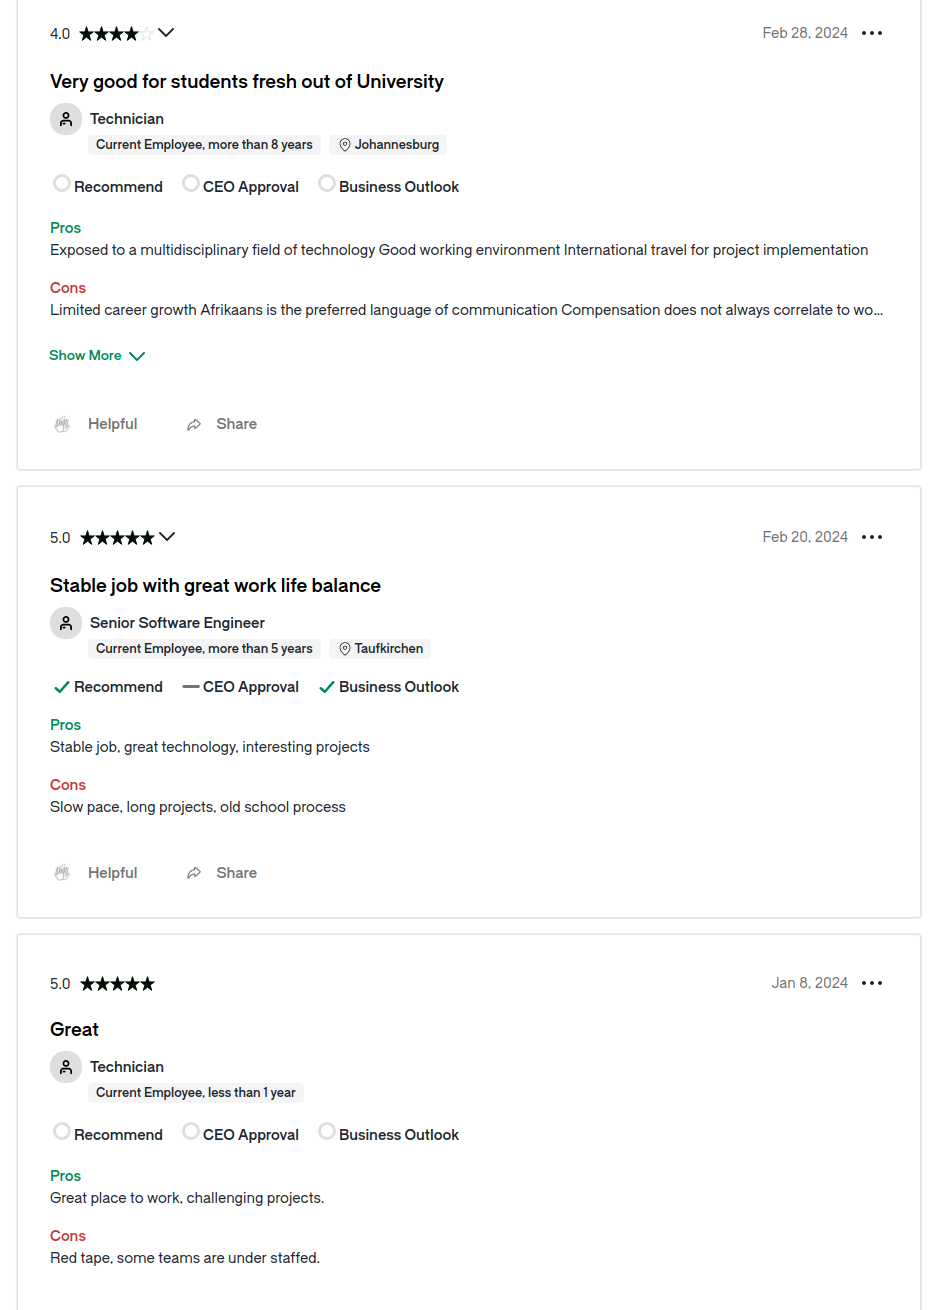 4.0
Feb 28, 2024
Very good for students fresh out of University
Technician
Current Employee, more than 8 years
Johannesburg
Recommend CEO Approval Business Outlook
Pros
Exposed to a multidisciplinary field of technology Good working environment International travel for project implementation
Cons
Limited career growth Afrikaans is the preferred language of communication Compensation does not always correlate to wo...
Show More
Helpful Share
5.0
Feb 20, 2024
Stable job with great work life balance
Senior Software Engineer
Current Employee, more than 5 years
Taufkirchen
Recommend CEO Approval Business Outlook
Pros
Stable job, great technology, interesting projects
Cons
Slow pace, long projects, old school process
Helpful Share
5.0
Jan 8, 2024
Great
Technician
Current Employee, less than 1 year
Recommend CEO Approval Business Outlook
Pros
Great place to work, challenging projects.
Cons
Red tape, some teams are under staffed.